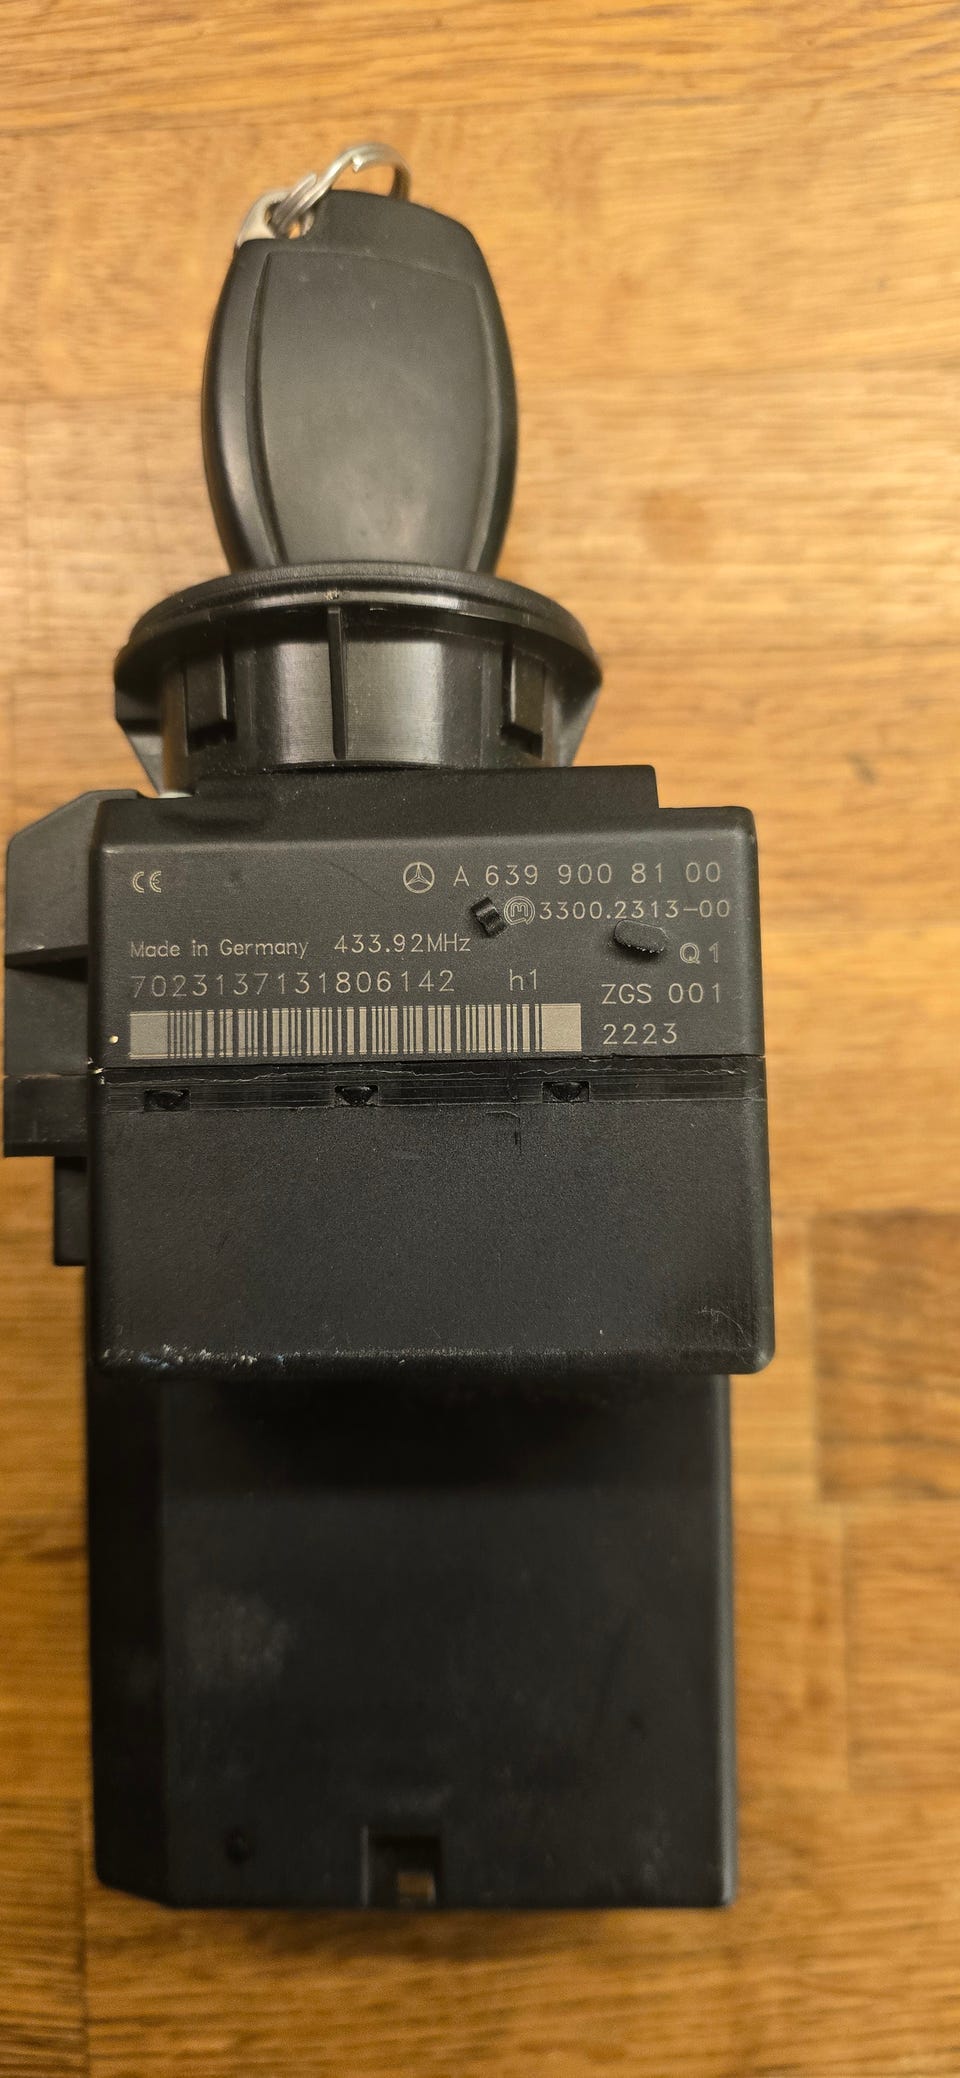 CE A 639 900 81 00
m 3300.2313-00
Made in Germany 433.92MHz Q1
7023137131806142 h1 ZGS 001
2223